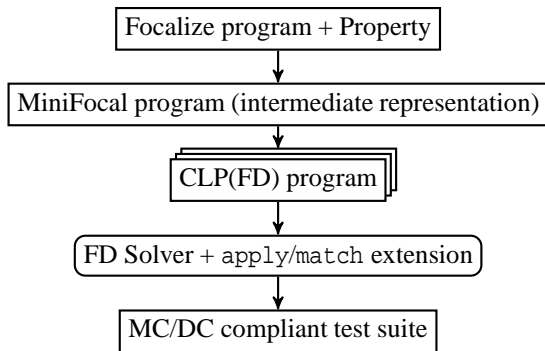 Focalize program + Property
MiniFocal program (intermediate representation)
CLP(FD) program
FD Solver + apply/match extension
MC/DC compliant test suite